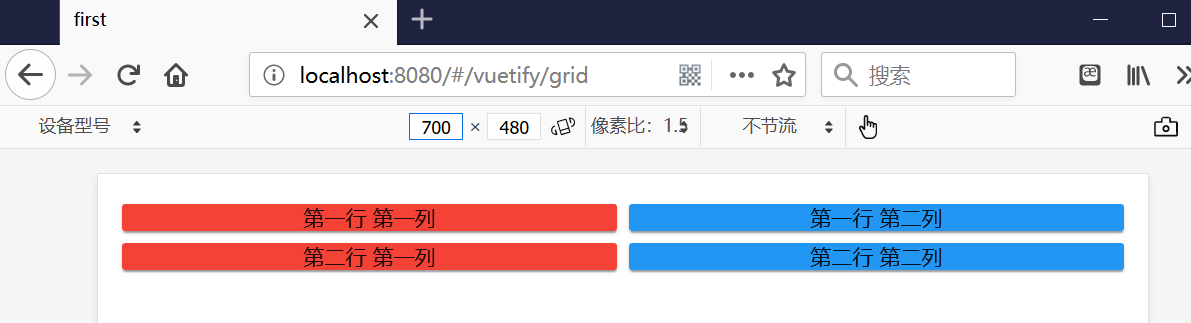 first
localhost:8080/#/vuetify/grid
搜索
设备型号
700 × 480
像素比：1.5
不节流
第一行 第一列
第一行 第二列
第二行 第一列
第二行 第二列